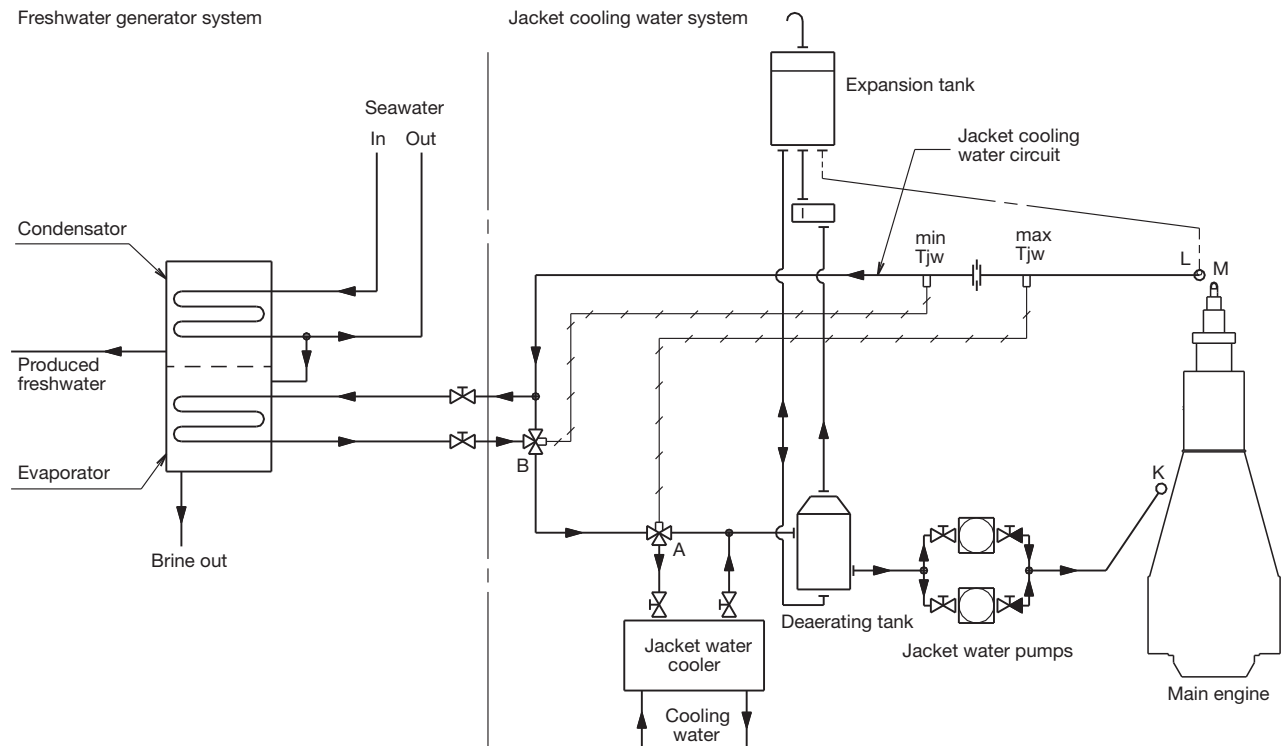 Freshwater generator system
Jacket cooling water system
Expansion tank
Seawater
In
Out
Jacket cooling
water circuit
Condensator
min
Tjw
max
Tjw
L
M
Produced
freshwater
B
K
Evaporator
A
Brine out
Deaerating tank
Jacket water
cooler
Jacket water pumps
Main engine
Cooling
water